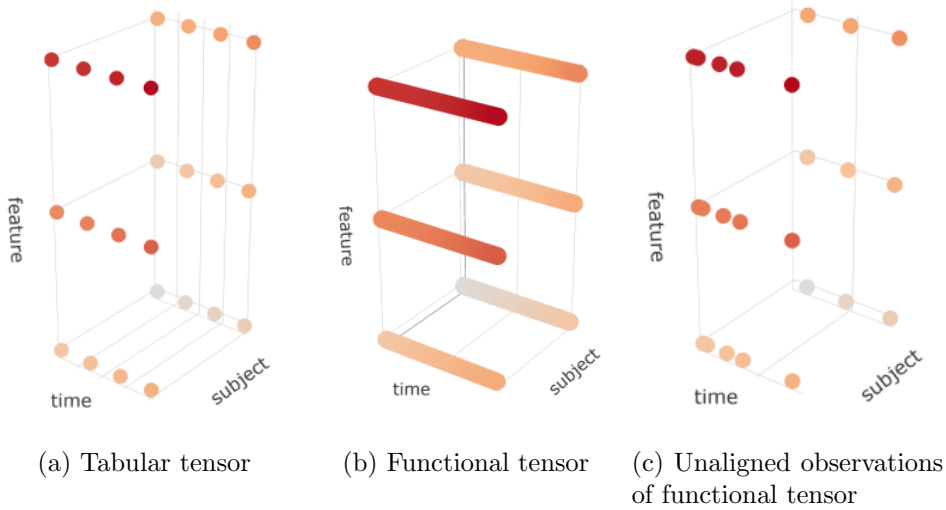 feature
time
subject
feature
time
subject
feature
time
subject
(a) Tabular tensor
(b) Functional tensor
(c) Unaligned observations
of functional tensor